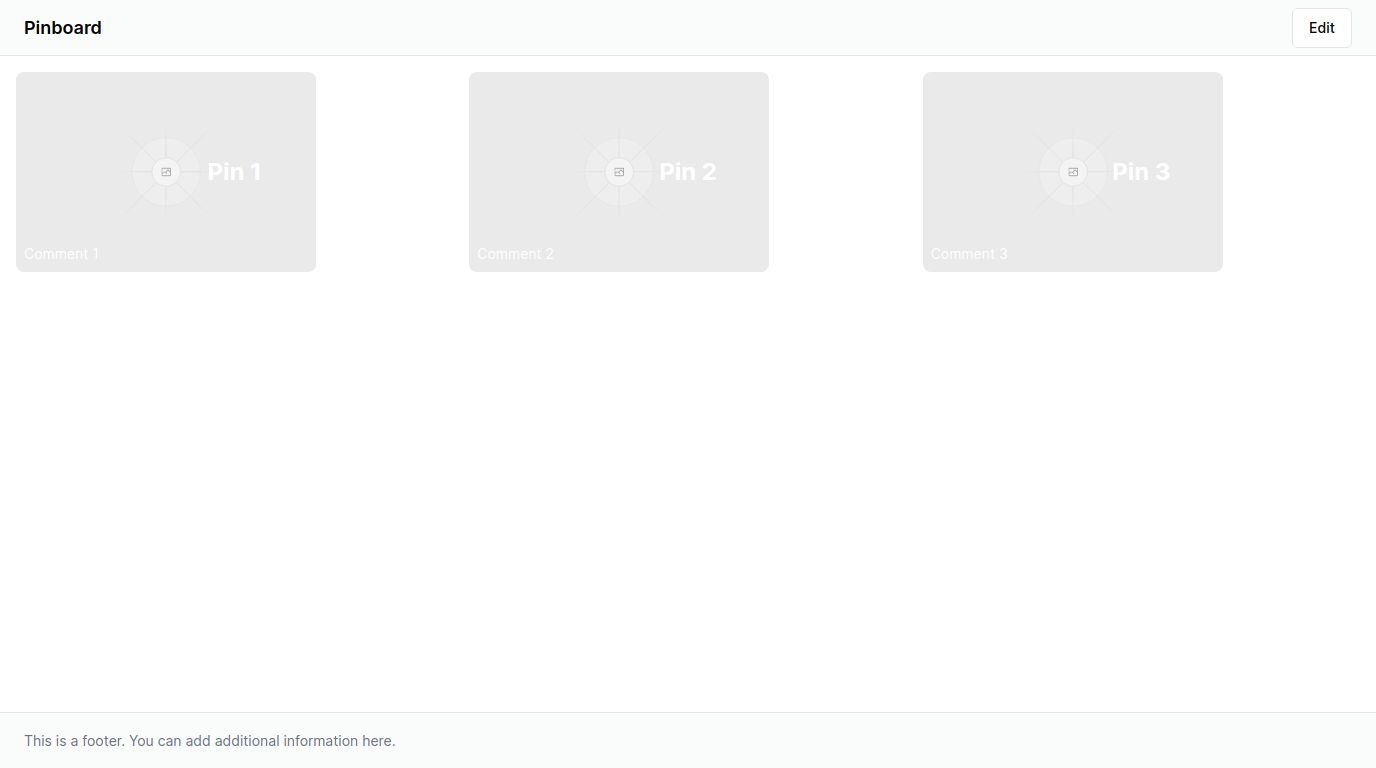 Pinboard
Edit
Pin 1
Pin 2
Pin 3
Comment 1
Comment 2
Comment 3
This is a footer. You can add additional information here.